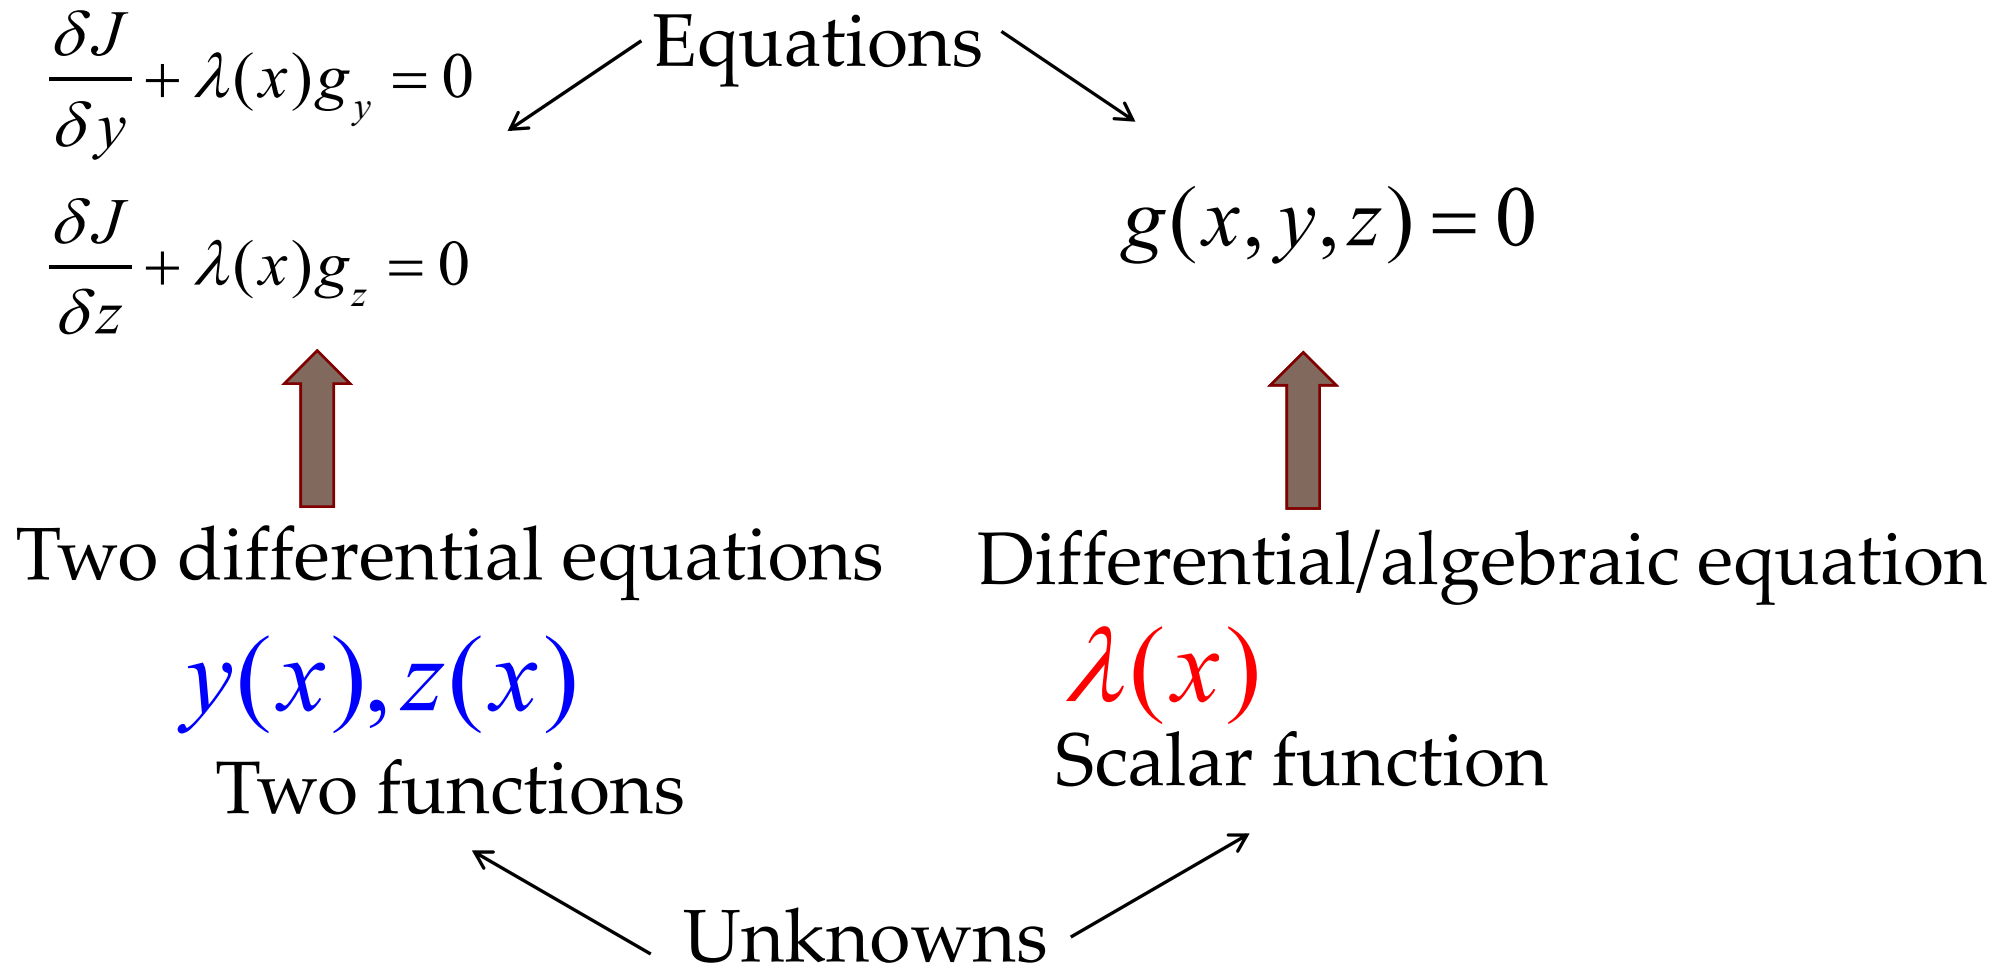 Equations
δJ/δy + λ(x)g_y = 0
δJ/δz + λ(x)g_z = 0
g(x, y, z) = 0
Two differential equations
Differential/algebraic equation
y(x), z(x)
λ(x)
Two functions
Scalar function
Unknowns